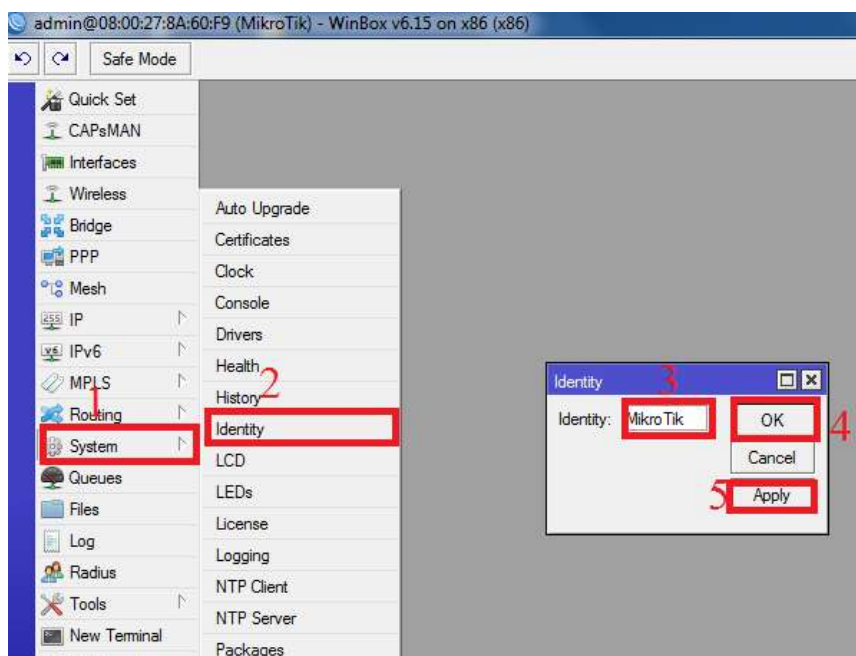 admin@08:00:27:8A:60:F9 (MikroTik) - WinBox v6.15 on x86 (x86)
Safe Mode
Quick Set
CAPsMAN
Interfaces
Wireless
Bridge
PPP
Mesh
255 IP
v6 IPv6
MPLS
1
Routing
System
Queues
Files
Log
Radius
Tools
New Terminal
Auto Upgrade
Certificates
Clock
Console
Drivers
Health
2
History
Identity
LCD
LEDs
License
Logging
NTP Client
NTP Server
Packages
Identity
3
Identity: MikroTik
OK
4
Cancel
5
Apply